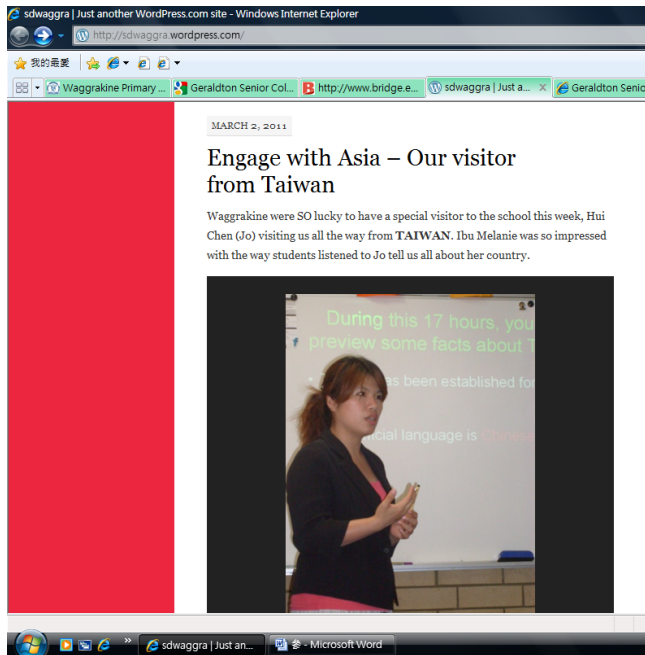 sdwaggra | Just another WordPress.com site - Windows Internet Explorer
http://sdwaggra.wordpress.com/
我的最愛
Waggrakine Primary ... Geraldton Senior Col... http://www.bridge.e... sdwaggra | Just a... x Geraldton Senio
MARCH 2, 2011
Engage with Asia – Our visitor
from Taiwan
Waggrakine were SO lucky to have a special visitor to the school this week, Hui
Chen (Jo) visiting us all the way from TAIWAN. Ibu Melanie was so impressed
with the way students listened to Jo tell us all about her country.
During this 17 hours, you
preview some facts about T
as been established for
cial language is Chinese
sdwaggra | Just an... 參 - Microsoft Word